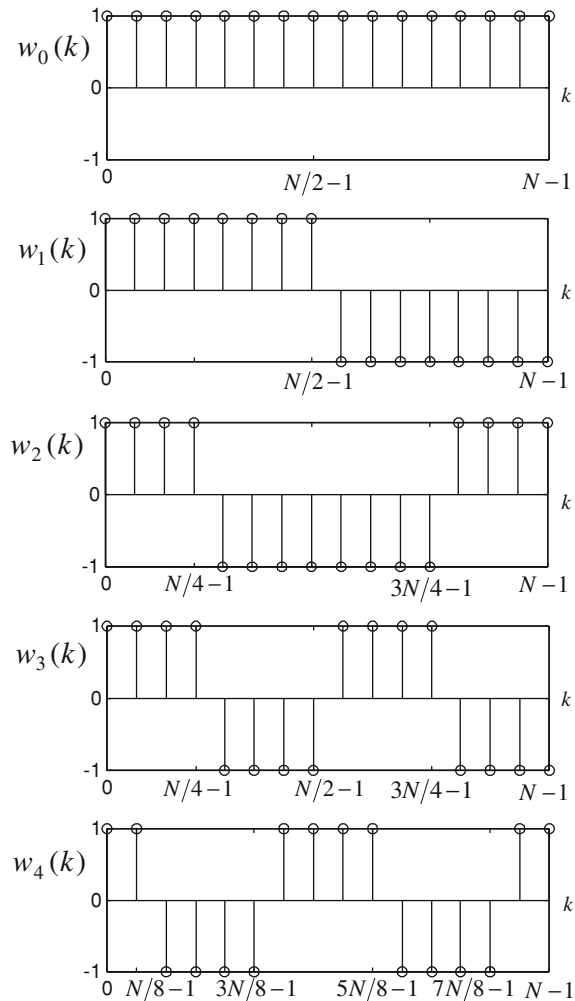 1
w_0(k)
0
k
-1
0 N/2−1 N−1
1
w_1(k)
0
k
-1
0 N/2−1 N−1
1
w_2(k)
0
k
-1
0 N/4−1 3N/4−1 N−1
1
w_3(k)
0
k
-1
0 N/4−1 N/2−1 3N/4−1 N−1
1
w_4(k)
0
k
-1
0 N/8−1 3N/8−1 5N/8−1 7N/8−1 N−1